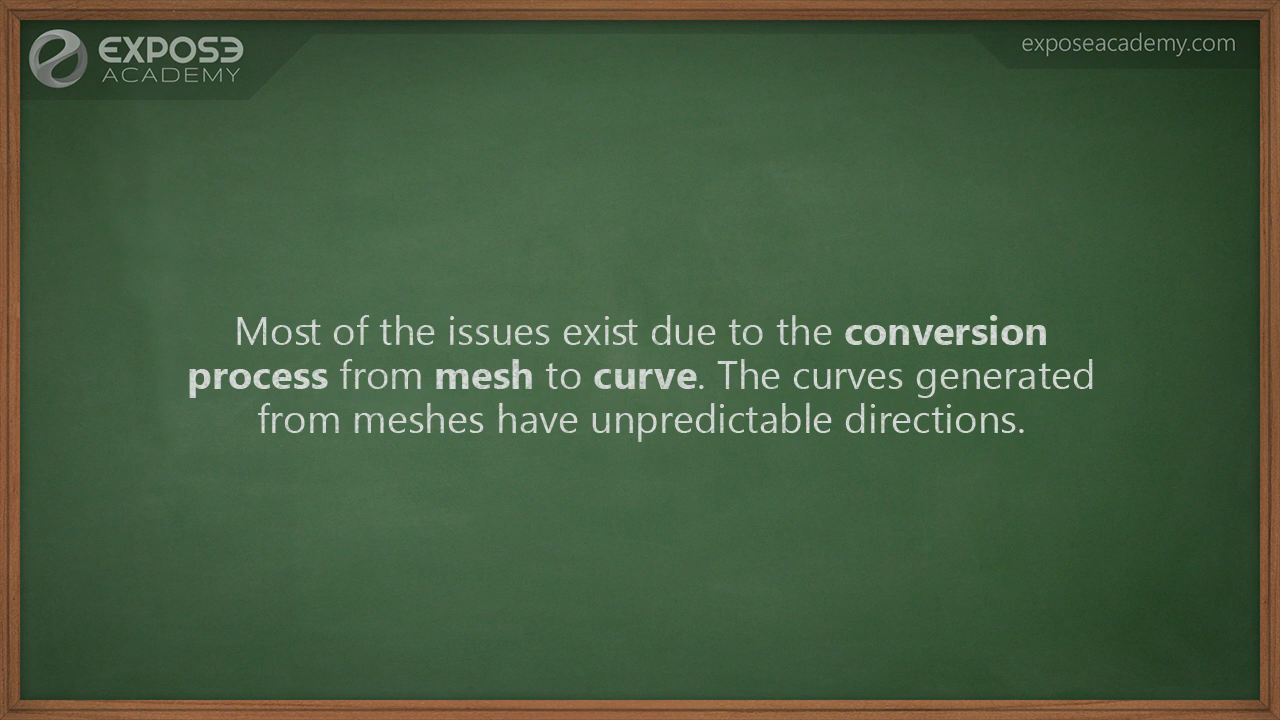 EXPOSE
ACADEMY
exposeacademy.com
Most of the issues exist due to the conversion
process from mesh to curve. The curves generated
from meshes have unpredictable directions.